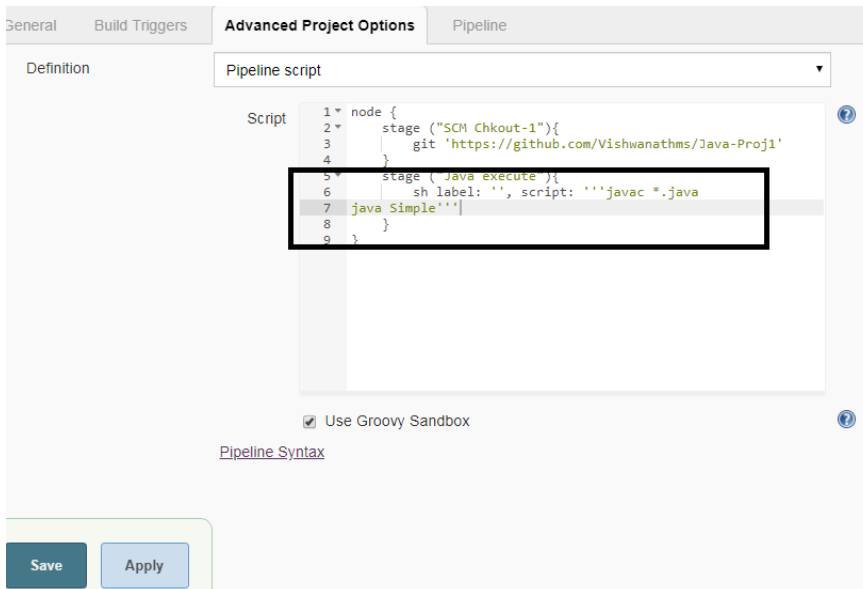 General Build Triggers Advanced Project Options Pipeline
Definition
Pipeline script
Script
1 node {
2 stage ("SCM Chkout-1"){
3 git 'https://github.com/Vishwanathms/Java-Proj1'
4 }
5 stage ("Java execute"){
6 sh label: '', script: '''javac *.java
7 java Simple'''
8 }
9 }
Use Groovy Sandbox
Pipeline Syntax
Save Apply